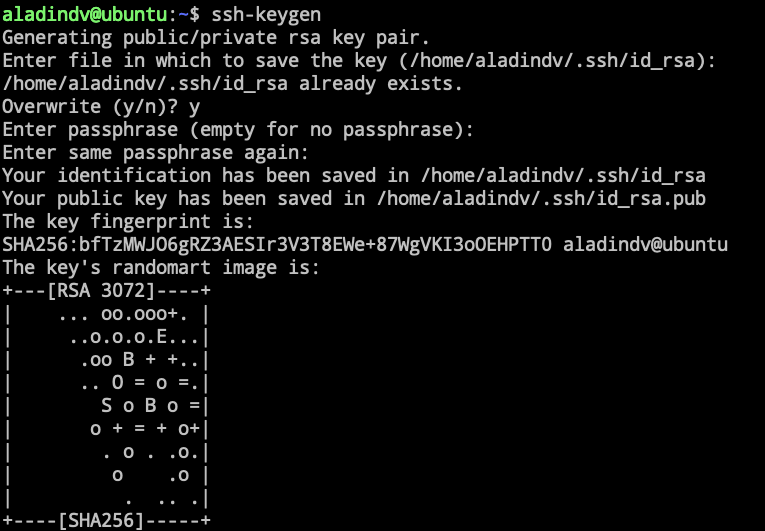 aladindv@ubuntu:~$ ssh-keygen
Generating public/private rsa key pair.
Enter file in which to save the key (/home/aladindv/.ssh/id_rsa):
/home/aladindv/.ssh/id_rsa already exists.
Overwrite (y/n)? y
Enter passphrase (empty for no passphrase):
Enter same passphrase again:
Your identification has been saved in /home/aladindv/.ssh/id_rsa
Your public key has been saved in /home/aladindv/.ssh/id_rsa.pub
The key fingerprint is:
SHA256:bfTzMWJO6gRZ3AESIr3V3T8EWe+87WgVKI3oOEHPTT0 aladindv@ubuntu
The key's randomart image is:
+---[RSA 3072]----+
|    ... oo.ooo+. |
|     ..o.o.o.E...|
|      .oo B + +..|
|      .. O = o =.|
|        S o B o =|
|       o + = + o+|
|        . o . .o.|
|         o    .o |
|          .  .. .|
+----[SHA256]-----+